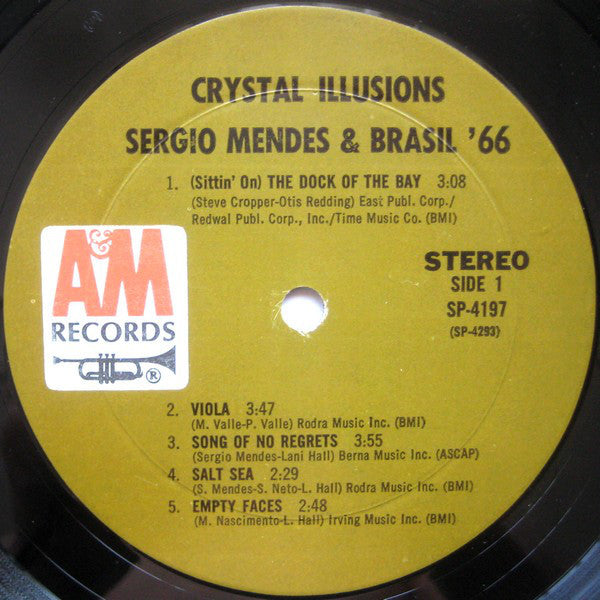 CRYSTAL ILLUSIONS
SERGIO MENDES & BRASIL '66
1. (Sittin' On) THE DOCK OF THE BAY 3:08
(Steve Cropper-Otis Redding) East Publ. Corp./
Redwal Publ. Corp., Inc./Time Music Co. (BMI)
A&M
RECORDS
®
STEREO
SIDE 1
SP-4197
(SP-4293)
2. VIOLA 3:47
(M. Valle-P. Valle) Rodra Music Inc. (BMI)
3. SONG OF NO REGRETS 3:55
(Sergio Mendes-Lani Hall) Berna Music Inc. (ASCAP)
4. SALT SEA 2:29
(S. Mendes-S. Neto-L. Hall) Rodra Music Inc. (BMI)
5. EMPTY FACES 2:48
(M. Nascimento-L. Hall) Irving Music Inc. (BMI)